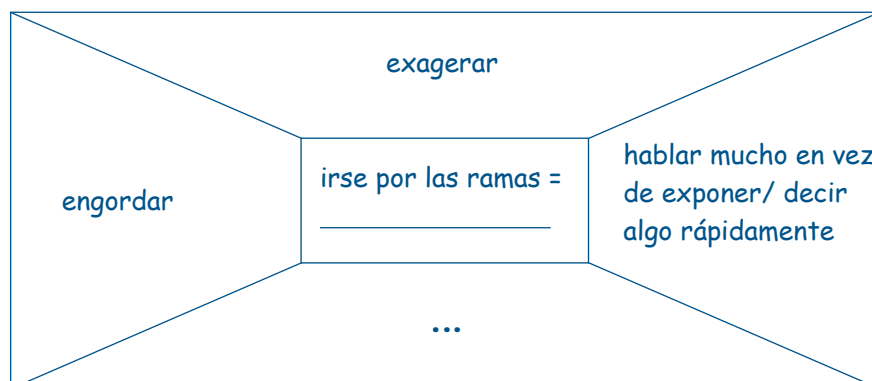 exagerar
engordar
irse por las ramas =
hablar mucho en vez
de exponer/ decir
algo rápidamente
...